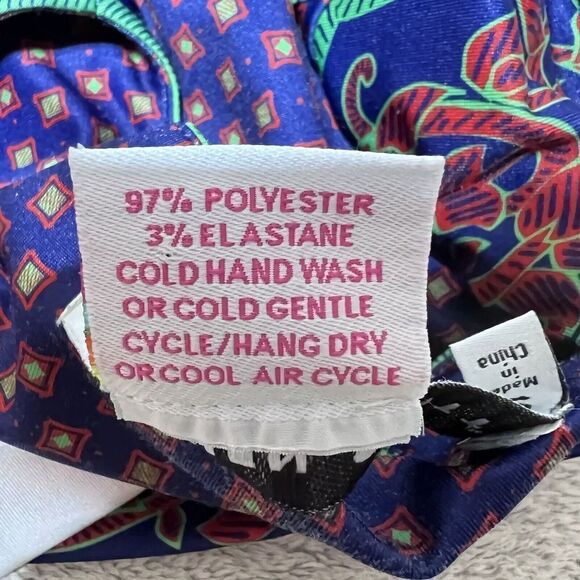 97% POLYESTER
3% ELASTANE
COLD HAND WASH
OR COLD GENTLE
CYCLE/HANG DRY
OR COOL AIR CYCLE
Made
in
China